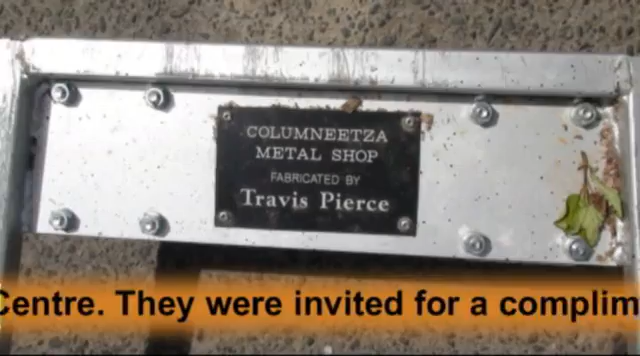 COLUMNEETZA
METAL SHOP
FABRICATED BY
Travis Pierce
Centre. They were invited for a complim